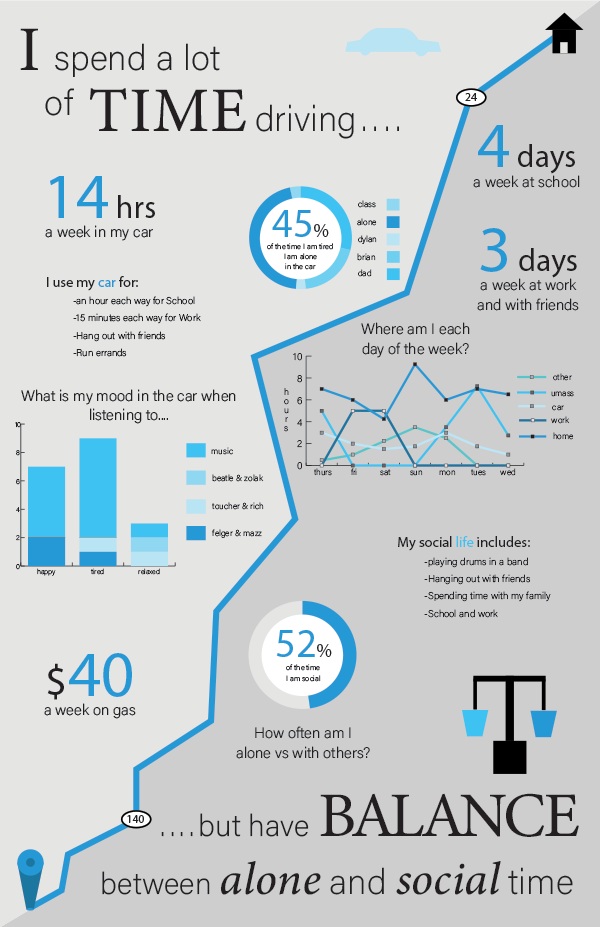 I spend a lot
of TIME driving....
24
4 days
a week at school
14 hrs
a week in my car
45%
of the time I am tired
I am alone
in the car
class
alone
dylan
brian
dad
3 days
a week at work
and with friends
I use my car for:
-an hour each way for School
-15 minutes each way for Work
-Hang out with friends
-Run errands
Where am I each
day of the week?
hours
10
8
6
4
2
0
thurs fri sat sun mon tues wed
other
umass
car
work
home
What is my mood in the car when
listening to....
10
8
6
4
2
0
happy tired relaxed
music
beatle & zolak
toucher & rich
felger & mazz
My social life includes:
-playing drums in a band
-Hanging out with friends
-Spending time with my family
-School and work
52%
of the time
I am social
$40
a week on gas
How often am I
alone vs with others?
140
....but have BALANCE
between alone and social time